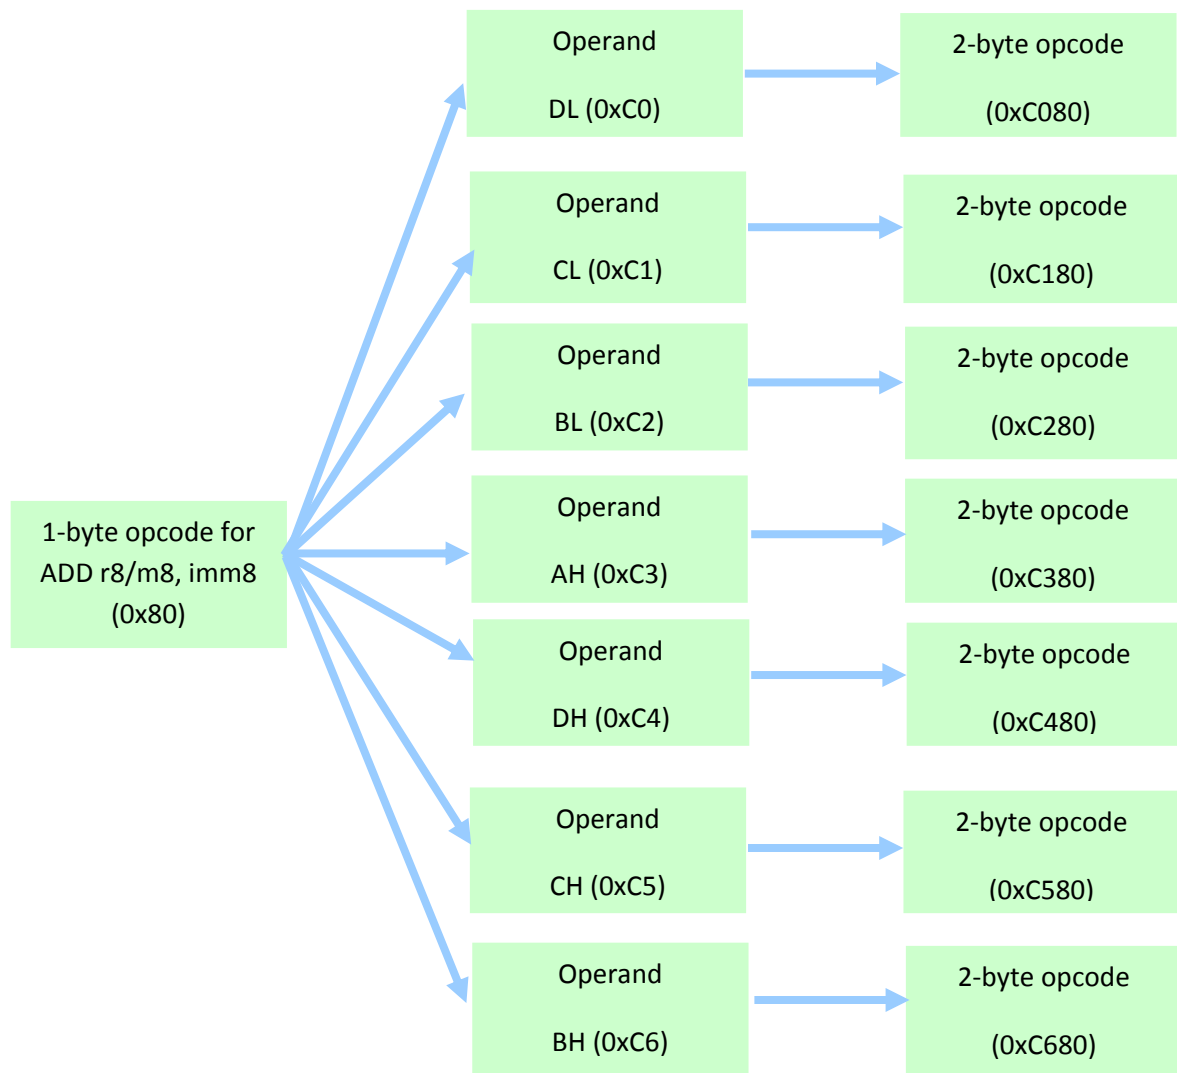 Operand
DL (0xC0)
2-byte opcode
(0xC080)
Operand
CL (0xC1)
2-byte opcode
(0xC180)
Operand
BL (0xC2)
2-byte opcode
(0xC280)
1-byte opcode for
ADD r8/m8, imm8
(0x80)
Operand
AH (0xC3)
2-byte opcode
(0xC380)
Operand
DH (0xC4)
2-byte opcode
(0xC480)
Operand
CH (0xC5)
2-byte opcode
(0xC580)
Operand
BH (0xC6)
2-byte opcode
(0xC680)